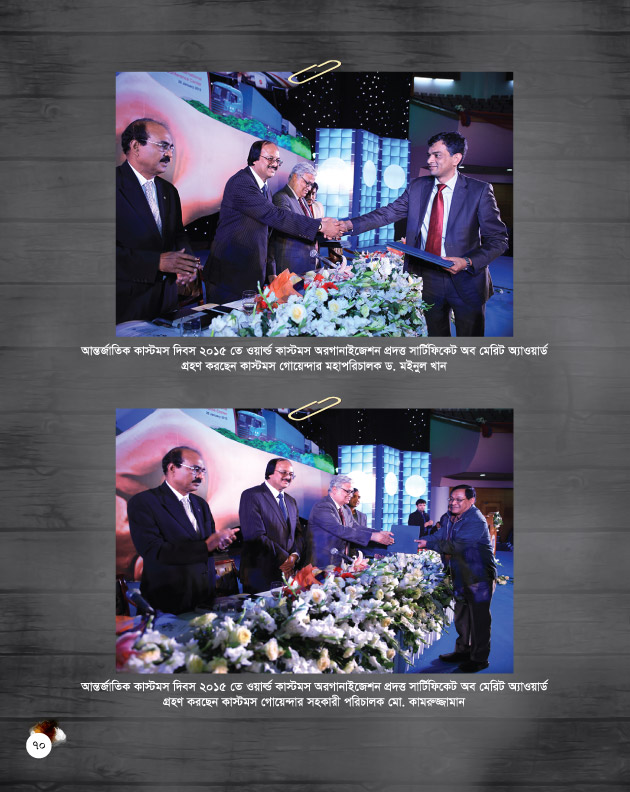 আন্তর্জাতিক কাস্টমস দিবস ২০১৫ তে ওয়ার্ল্ড কাস্টমস অরগানাইজেশন প্রদত্ত সার্টিফিকেট অব মেরিট অ্যাওয়ার্ড
গ্রহণ করছেন কাস্টমস গোয়েন্দার মহাপরিচালক ড. মইনুল খান
আন্তর্জাতিক কাস্টমস দিবস ২০১৫ তে ওয়ার্ল্ড কাস্টমস অরগানাইজেশন প্রদত্ত সার্টিফিকেট অব মেরিট অ্যাওয়ার্ড
গ্রহণ করছেন কাস্টমস গোয়েন্দার সহকারী পরিচালক মো. কামরুজ্জামান
৭০